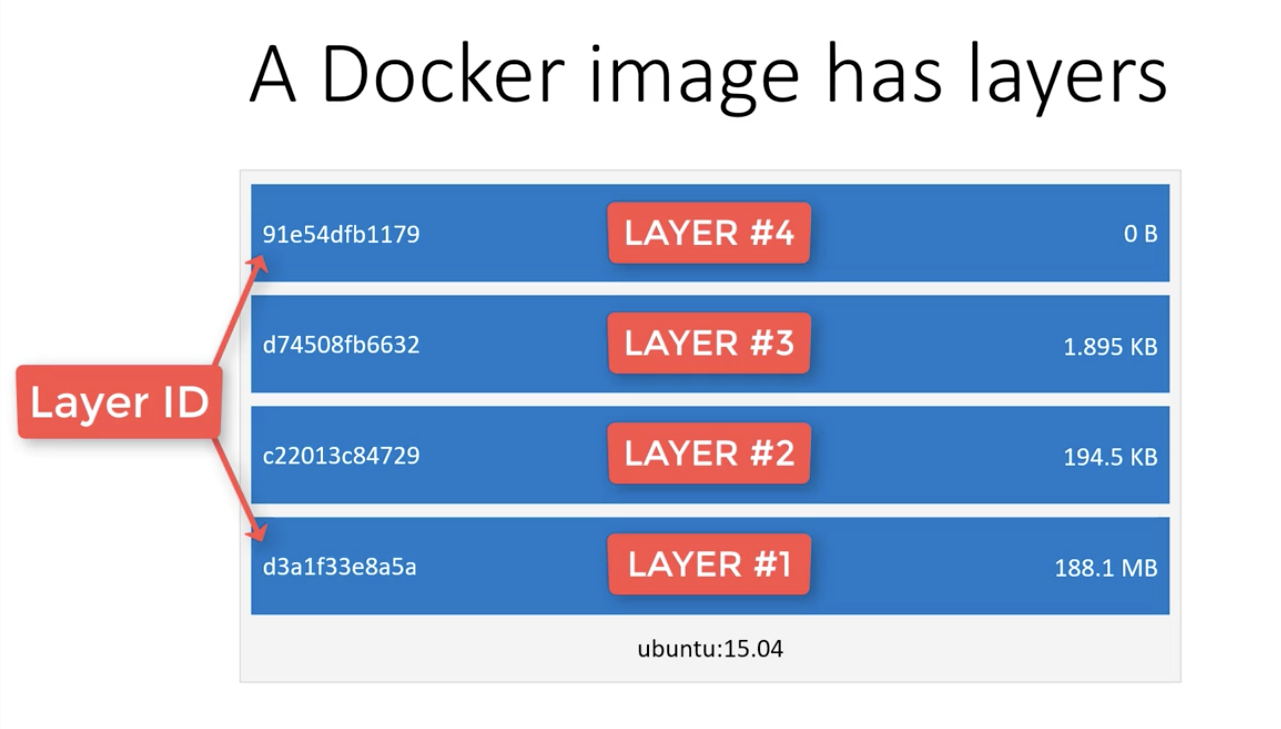 A Docker image has layers
91e54dfb1179 LAYER #4 0 B
d74508fb6632 LAYER #3 1.895 KB
Layer ID
c22013c84729 LAYER #2 194.5 KB
d3a1f33e8a5a LAYER #1 188.1 MB
ubuntu:15.04